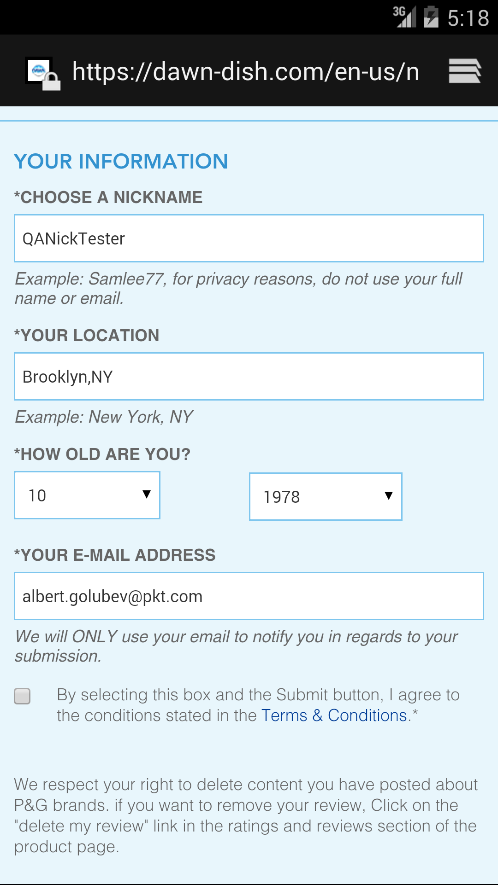 3G 5:18
https://dawn-dish.com/en-us/n
YOUR INFORMATION
*CHOOSE A NICKNAME
QANickTester
Example: Samlee77, for privacy reasons, do not use your full
name or email.
*YOUR LOCATION
Brooklyn,NY
Example: New York, NY
*HOW OLD ARE YOU?
10 1978
*YOUR E-MAIL ADDRESS
albert.golubev@pkt.com
We will ONLY use your email to notify you in regards to your
submission.
By selecting this box and the Submit button, I agree to
the conditions stated in the Terms & Conditions.*
We respect your right to delete content you have posted about
P&G brands. if you want to remove your review, Click on the
"delete my review" link in the ratings and reviews section of the
product page.